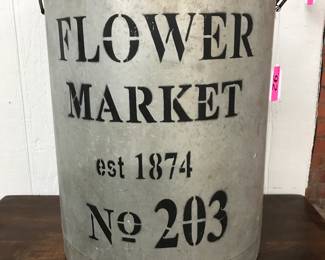 FLOWER
MARKET
est 1874
No 203